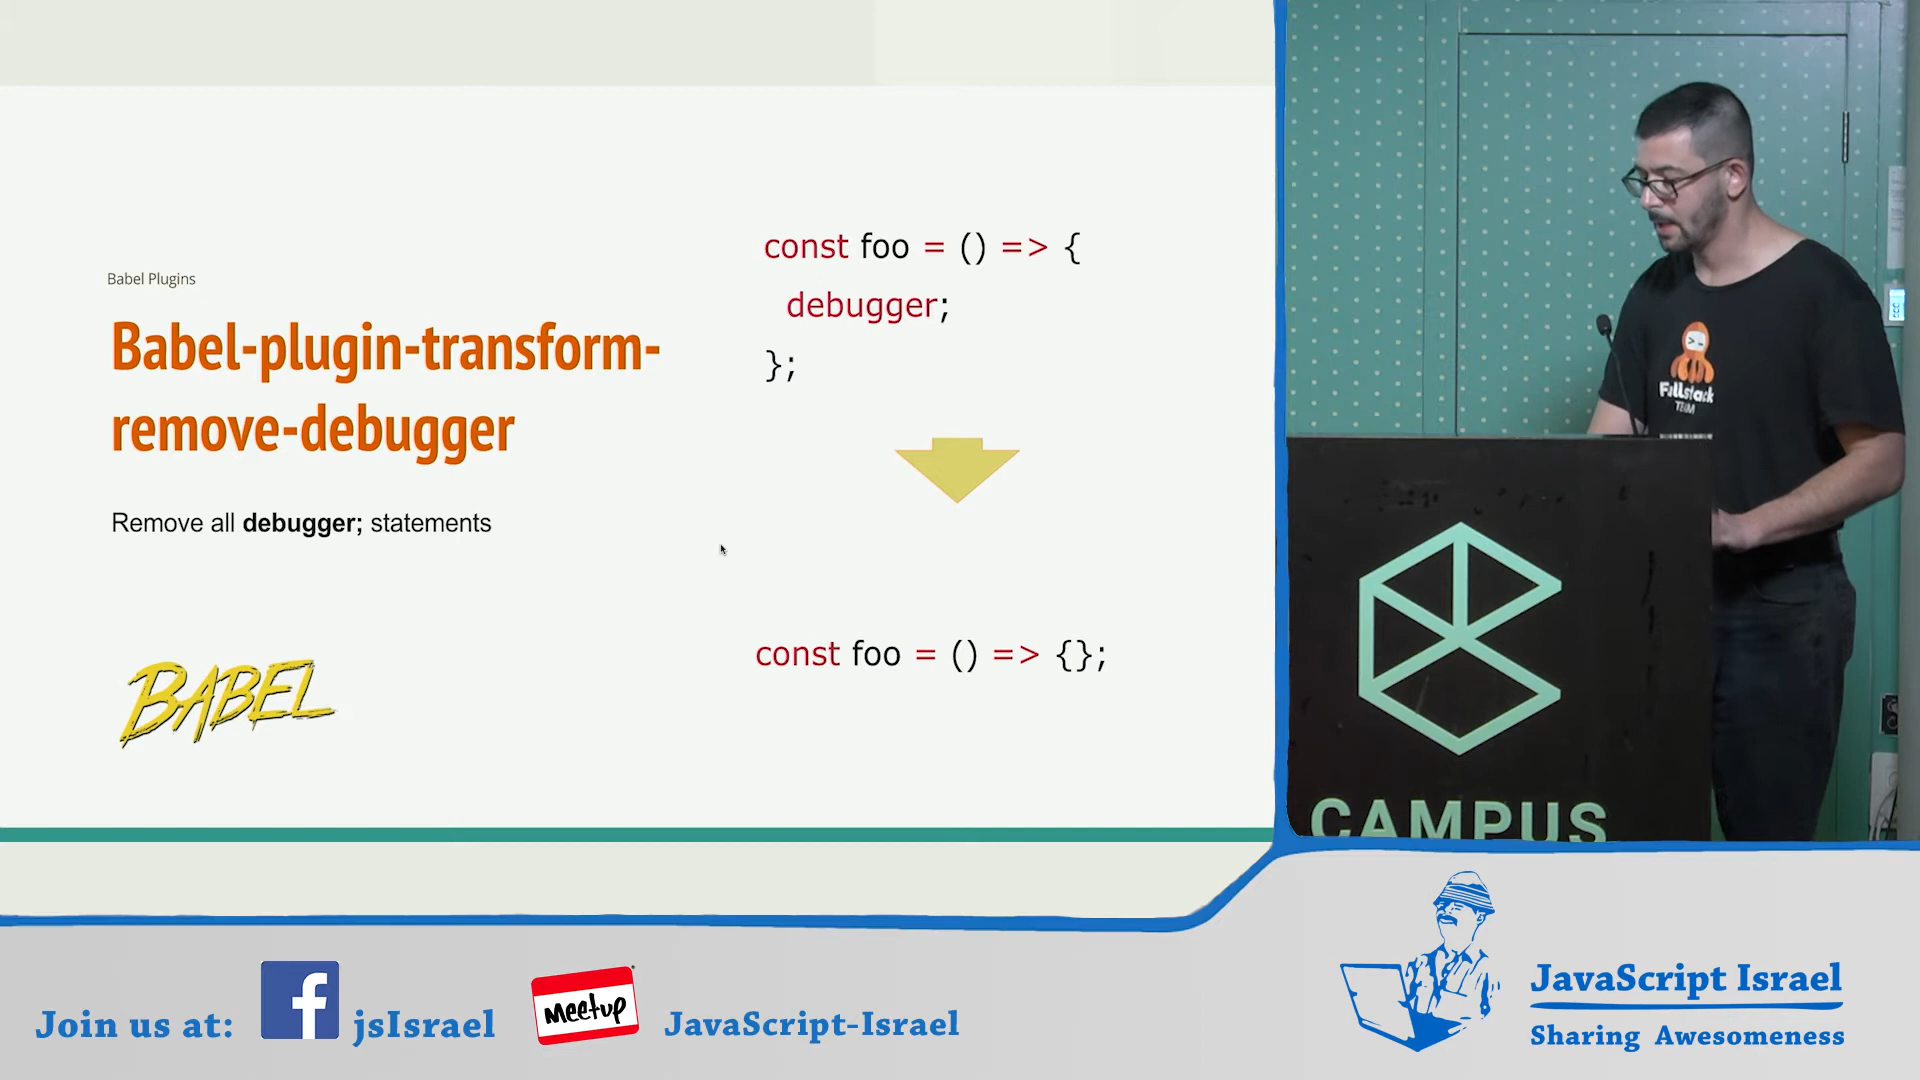 Babel Plugins
Babel-plugin-transform-
remove-debugger
Remove all debugger; statements
BABEL
const foo = () => {
debugger;
};
const foo = () => {};
Fullstack
TEAM
CAMPUS
Join us at:
jsIsrael
Meetup
JavaScript-Israel
JavaScript Israel
Sharing Awesomeness